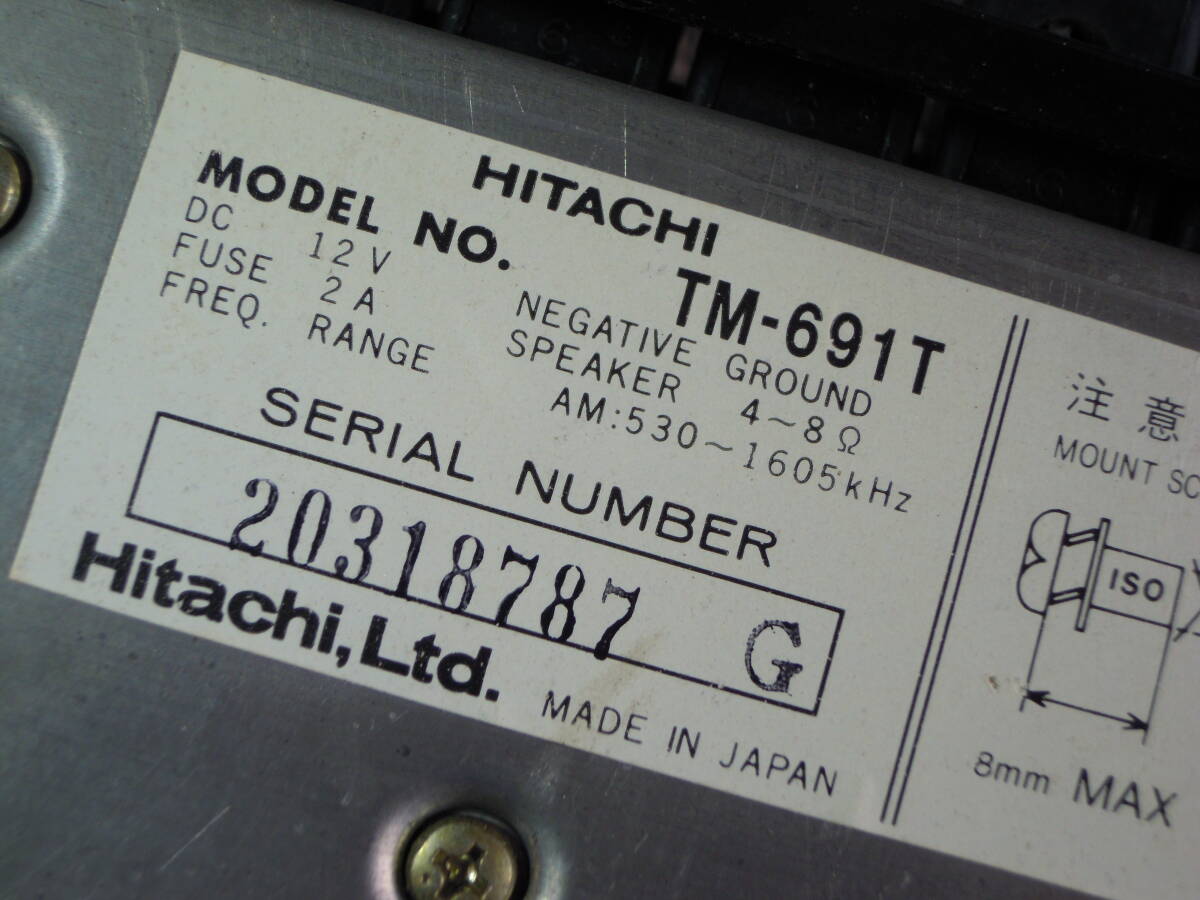 HITACHI
MODEL NO. TM-691T
DC 12V NEGATIVE GROUND
FUSE 2A SPEAKER 4~8Ω
FREQ. RANGE AM:530~1605kHz
SERIAL NUMBER
20318787 G
Hitachi,Ltd. MADE IN JAPAN
注意
MOUNT
ISO
8mm MAX